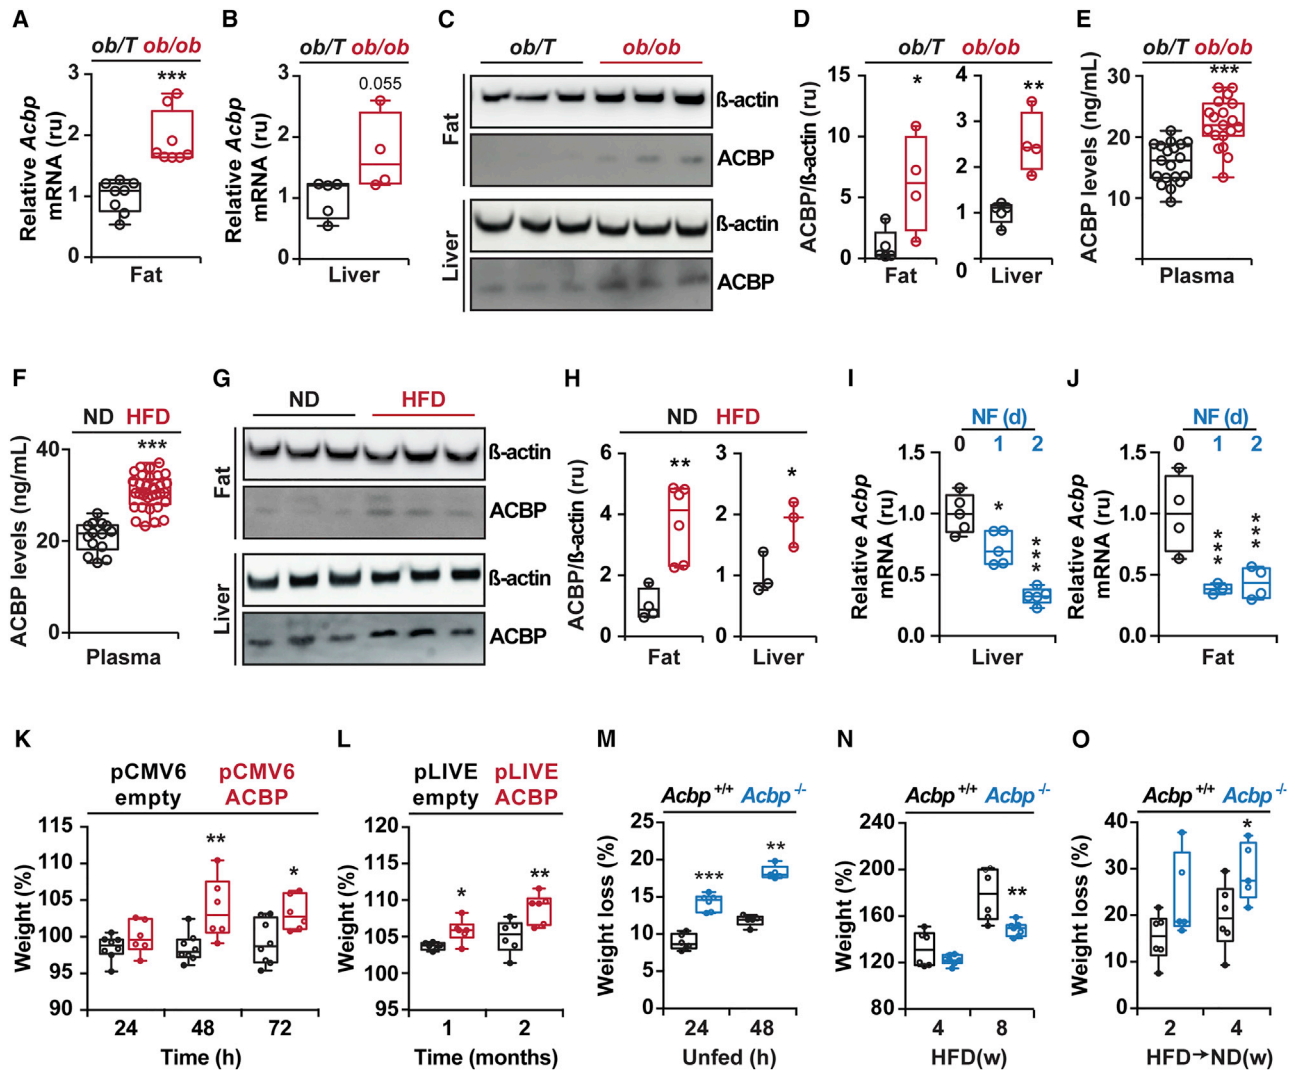 A
ob/T ob/ob
***
Relative Acbp
mRNA (ru)
3
2
1
0
Fat
B
ob/T ob/ob
0.055
Relative Acbp
mRNA (ru)
3
2
1
0
Liver
C
ob/T ob/ob
Fat
ß-actin
ACBP
Liver
ß-actin
ACBP
D
ob/T ob/ob
ACBP/ß-actin (ru)
15
10
5
0
*
Fat
4
3
2
1
0
**
Liver
E
ob/T ob/ob
***
ACBP levels (ng/mL)
30
20
10
Plasma
F
ND HFD
***
ACBP levels (ng/mL)
40
20
0
Plasma
G
ND HFD
Fat
ß-actin
ACBP
Liver
ß-actin
ACBP
H
ND HFD
ACBP/ß-actin (ru)
6
4
2
0
**
Fat
3
2
1
0
*
Liver
I
NF (d)
0 1 2
Relative Acbp
mRNA (ru)
1.5
1.0
0.5
0.0
*
***
Liver
J
NF (d)
0 1 2
Relative Acbp
mRNA (ru)
1.5
1.0
0.5
0.0
***
***
Fat
K
pCMV6 pCMV6
empty ACBP
Weight (%)
115
110
105
100
95
90
**
*
24 48 72
Time (h)
L
pLIVE pLIVE
empty ACBP
Weight (%)
120
115
110
105
100
95
*
**
1 2
Time (months)
M
Acbp +/+ Acbp -/-
Weight loss (%)
25
20
15
10
5
0
***
**
24 48
Unfed (h)
N
Acbp +/+ Acbp -/-
Weight (%)
240
200
160
120
80
**
4 8
HFD(w)
O
Acbp +/+ Acbp -/-
Weight loss (%)
40
30
20
10
0
*
2 4
HFD→ND(w)